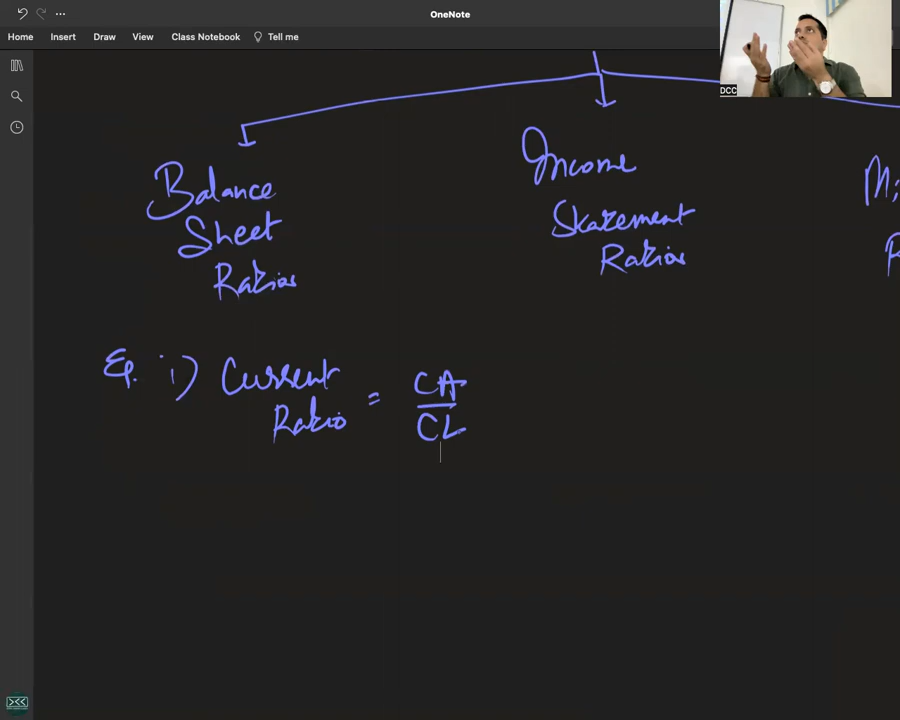 OneNote
Home Insert Draw View Class Notebook Tell me
DCC
Balance
Sheet
Ratios
Income
Statement
Ratios
Eg. i) Current
Ratio = CA
CL